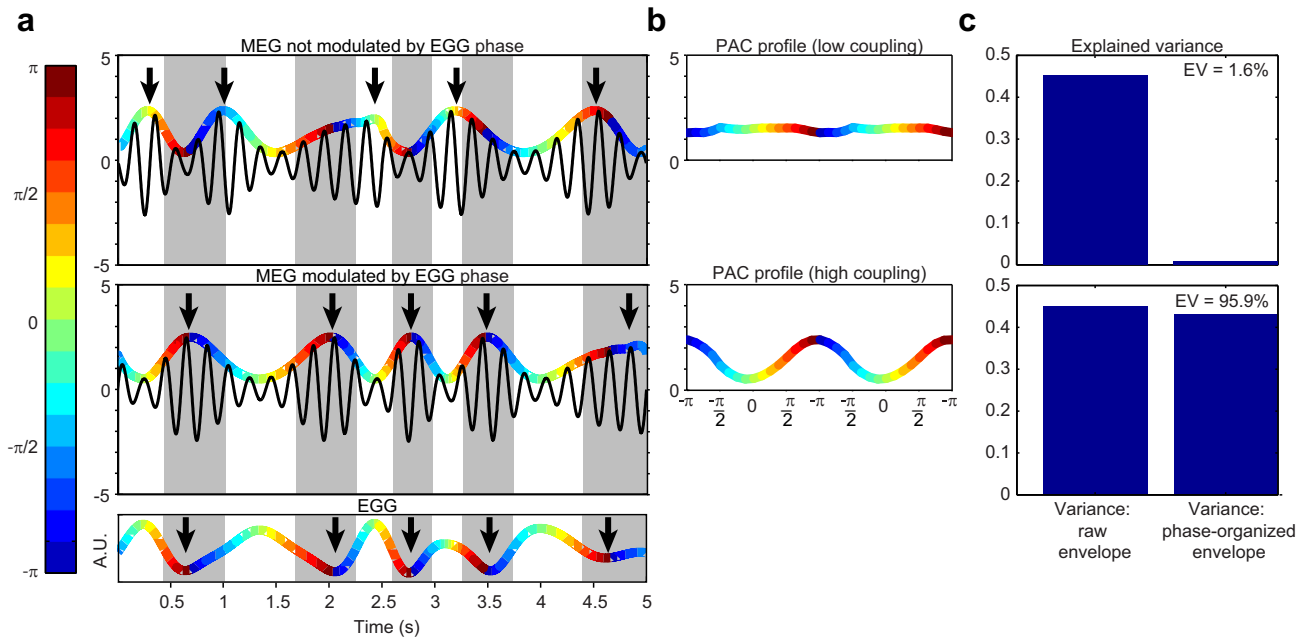 a
π
π/2
0
-π/2
-π
MEG not modulated by EGG phase
5
0
-5
MEG modulated by EGG phase
5
0
-5
EGG
A.U.
0.5 1 1.5 2 2.5 3 3.5 4 4.5 5
Time (s)
b
PAC profile (low coupling)
5
0
PAC profile (high coupling)
5
0
-π -π/2 0 π/2 -π -π/2 0 π/2 -π
c
Explained variance
EV = 1.6%
0.5
0.4
0.3
0.2
0.1
0
EV = 95.9%
0.5
0.4
0.3
0.2
0.1
0
Variance:
raw
envelope
Variance:
phase-organized
envelope